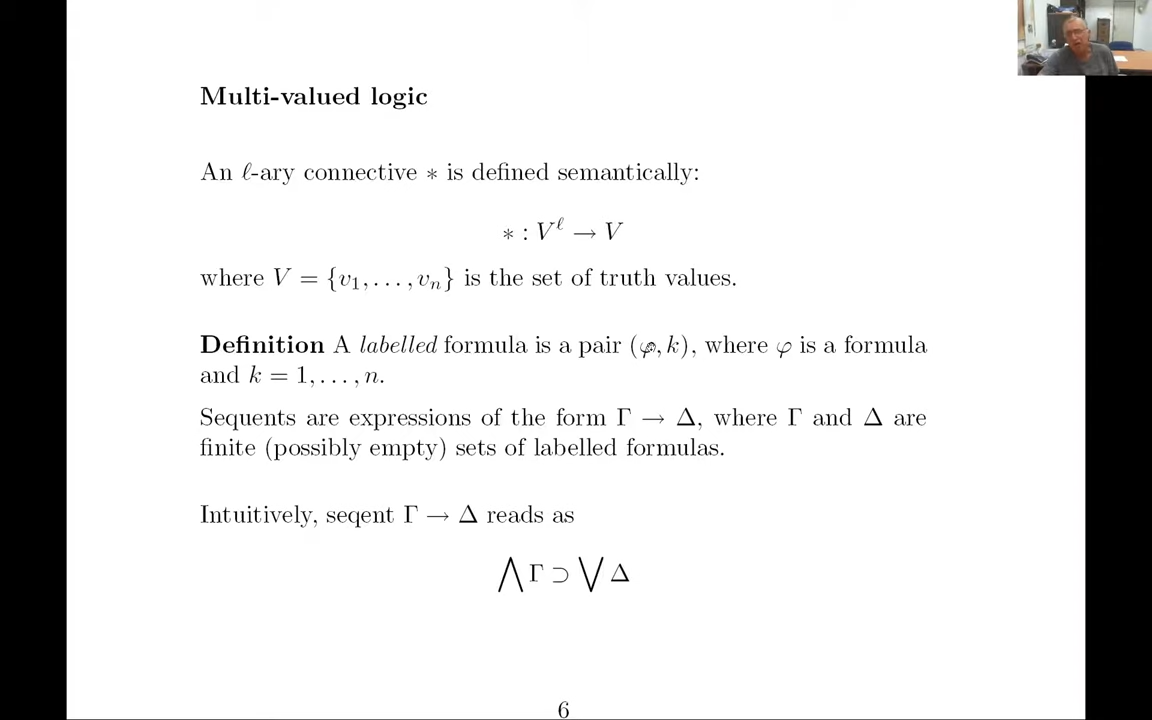 Multi-valued logic
An ℓ-ary connective ∗ is defined semantically:
∗ : V^ℓ → V
where V = {v₁, . . . , vₙ} is the set of truth values.
Definition A labelled formula is a pair (φ, k), where φ is a formula
and k = 1, . . . , n.
Sequents are expressions of the form Γ → Δ, where Γ and Δ are
finite (possibly empty) sets of labelled formulas.
Intuitively, seqent Γ → Δ reads as
⋀ Γ ⊃ ⋁ Δ
6